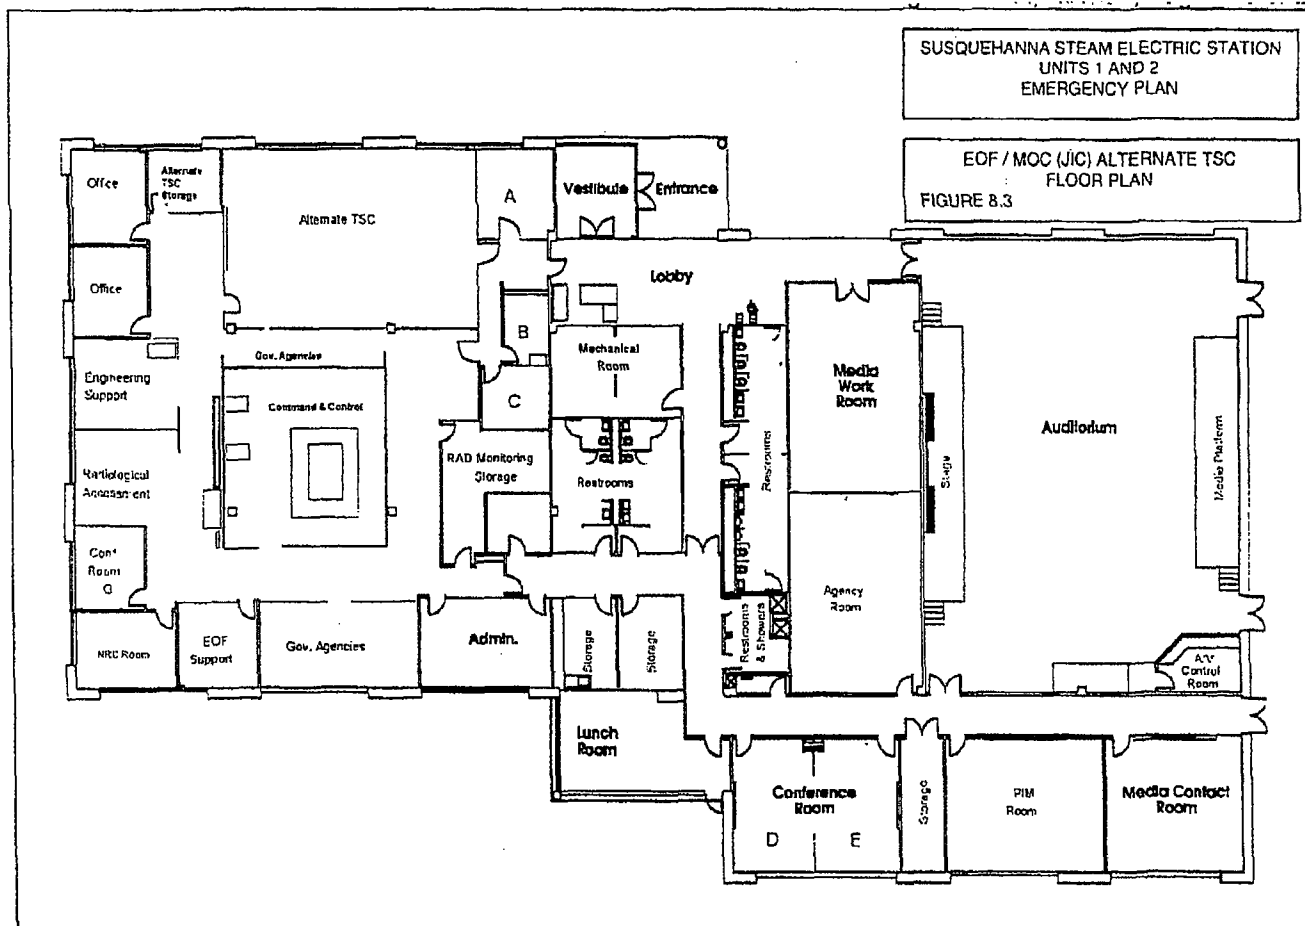 SUSQUEHANNA STEAM ELECTRIC STATION
UNITS 1 AND 2
EMERGENCY PLAN
EOF / MOC (JIC) ALTERNATE TSC
FLOOR PLAN
FIGURE 8.3
Office
Alternate
TSC
Storage
Alternate TSC
A
Vestibule
Entrance
Office
Lobby
B
Gov. Agencies
Mechanical
Room
Engineering
Support
Command & Control
C
Media
Work
Room
Auditorium
RAD Monitoring
Storage
Restrooms
Restrooms
Stage
Media Platform
Radiological
Assessment
Room
Agency
Room
NRC Room
EOF
Support
Gov. Agencies
Admin.
Storage
Storage
Restrooms
& Showers
A/V
Control
Room
Lunch
Room
Conference
Room
D
E
Storage
PIM
Room
Media Contact
Room